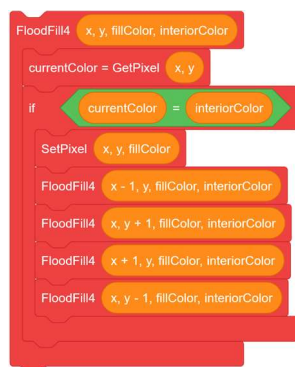 FloodFill4 x, y, fillColor, interiorColor
currentColor = GetPixel x, y
if currentColor = interiorColor
SetPixel x, y, fillColor
FloodFill4 x - 1, y, fillColor, interiorColor
FloodFill4 x, y + 1, fillColor, interiorColor
FloodFill4 x + 1, y, fillColor, interiorColor
FloodFill4 x, y - 1, fillColor, interiorColor